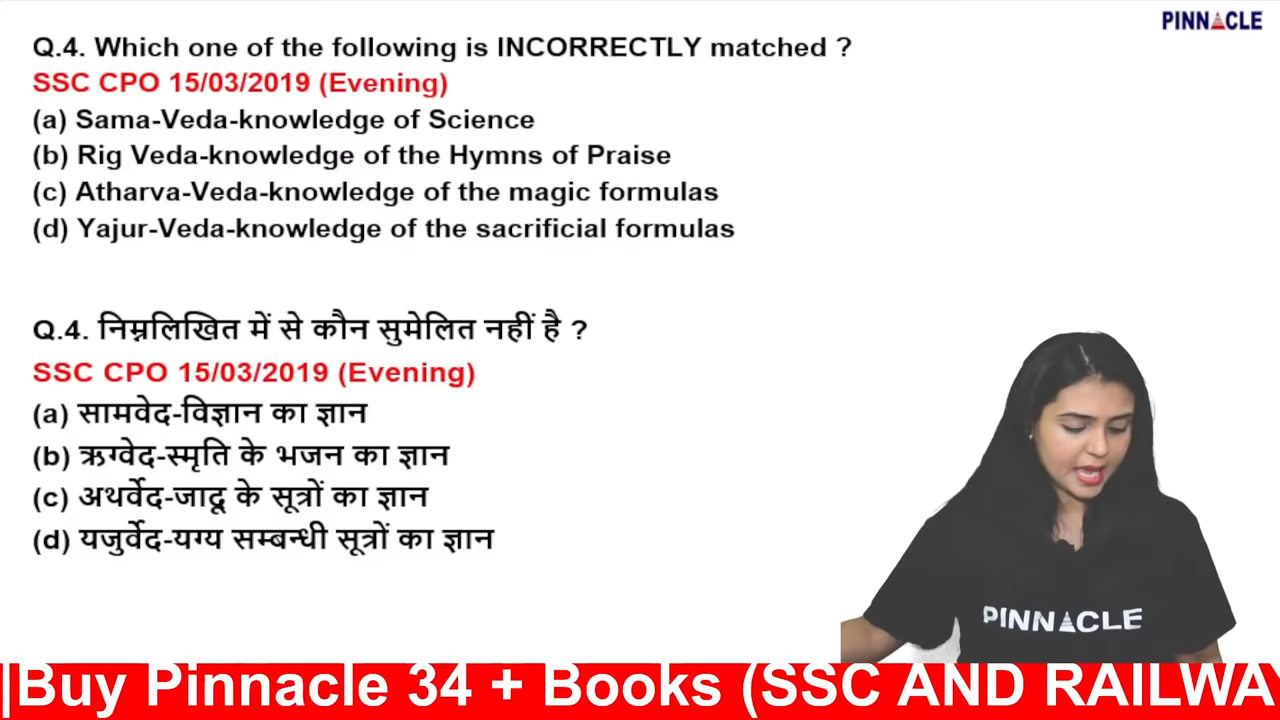 PINNACLE
Q.4. Which one of the following is INCORRECTLY matched ?
SSC CPO 15/03/2019 (Evening)
(a) Sama-Veda-knowledge of Science
(b) Rig Veda-knowledge of the Hymns of Praise
(c) Atharva-Veda-knowledge of the magic formulas
(d) Yajur-Veda-knowledge of the sacrificial formulas
Q.4. निम्नलिखित में से कौन सुमेलित नहीं है ?
SSC CPO 15/03/2019 (Evening)
(a) सामवेद-विज्ञान का ज्ञान
(b) ऋग्वेद-स्मृति के भजन का ज्ञान
(c) अथर्वेद-जादू के सूत्रों का ज्ञान
(d) यजुर्वेद-यग्य सम्बन्धी सूत्रों का ज्ञान
PINNACLE
|Buy Pinnacle 34 + Books (SSC AND RAILWA